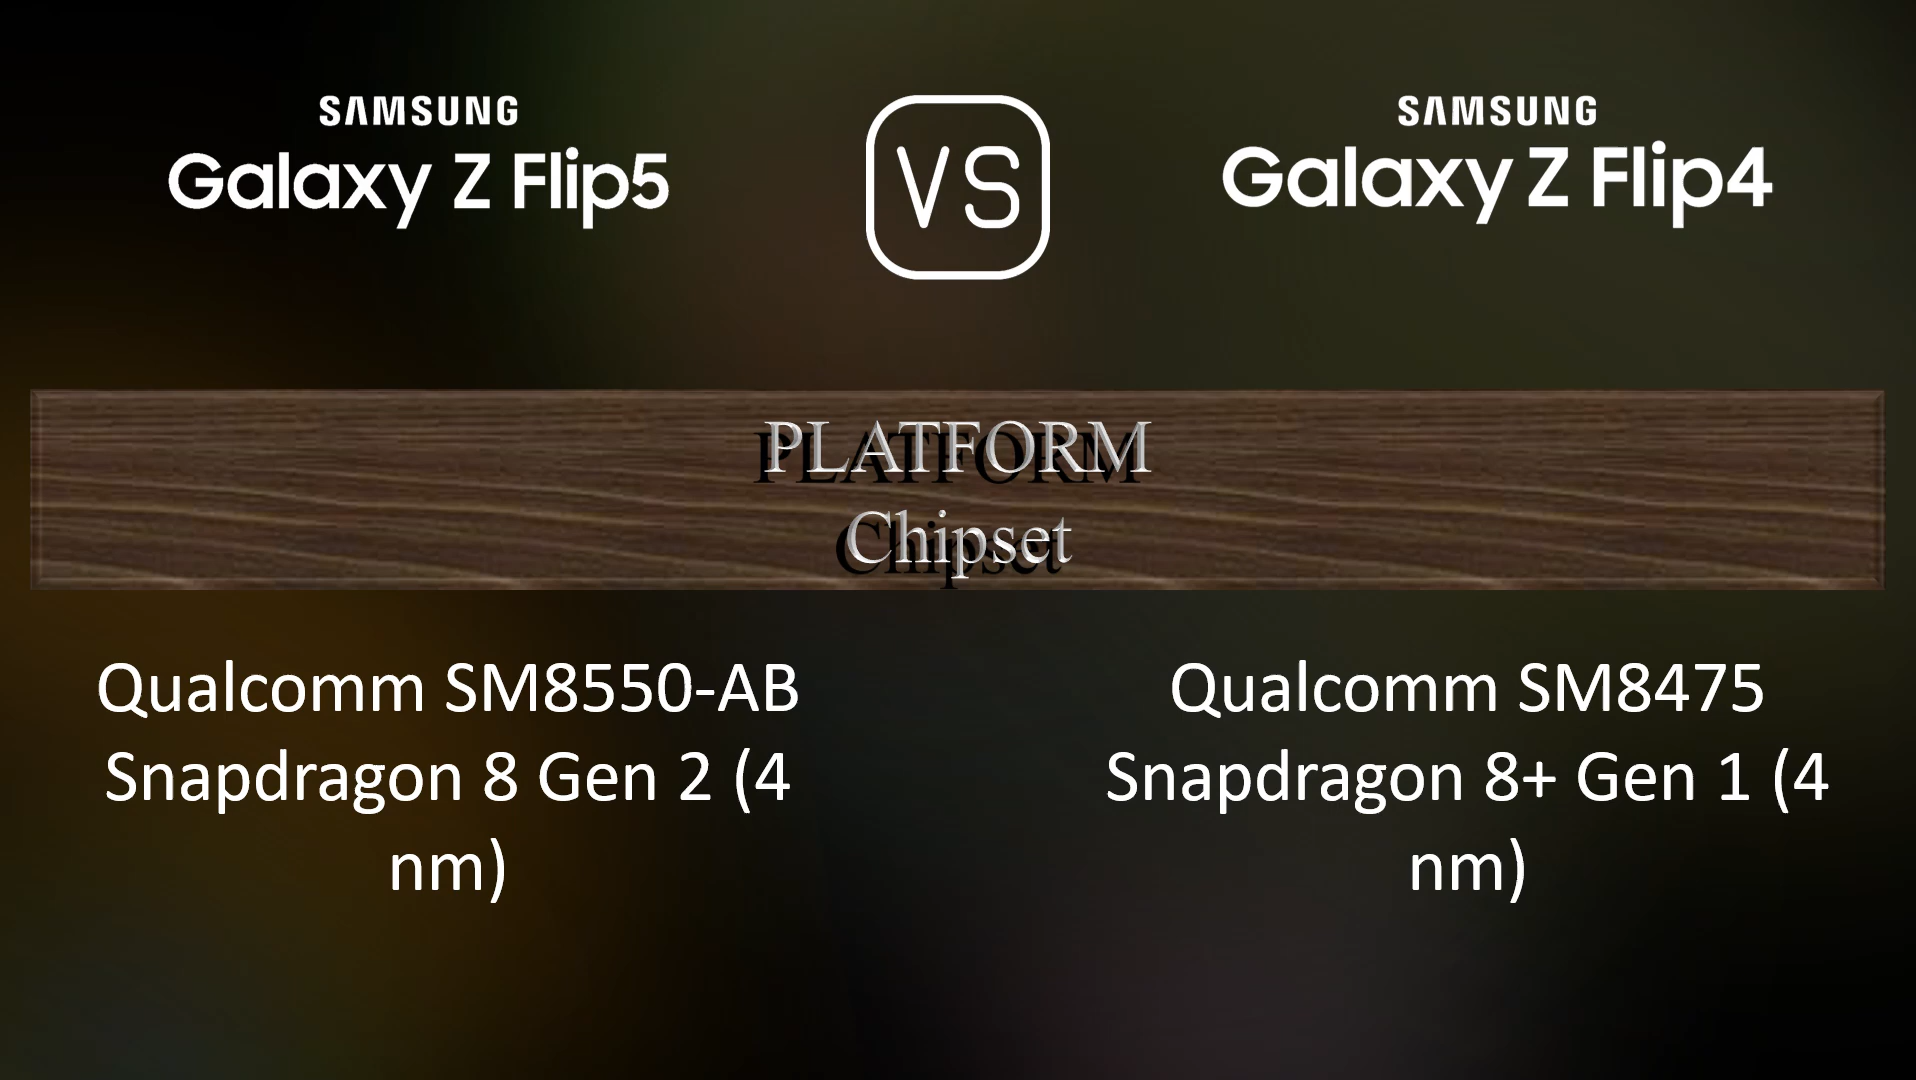 SAMSUNG
Galaxy Z Flip5
VS
SAMSUNG
Galaxy Z Flip4
PLATFORM
Chipset
Qualcomm SM8550-AB
Snapdragon 8 Gen 2 (4
nm)
Qualcomm SM8475
Snapdragon 8+ Gen 1 (4
nm)